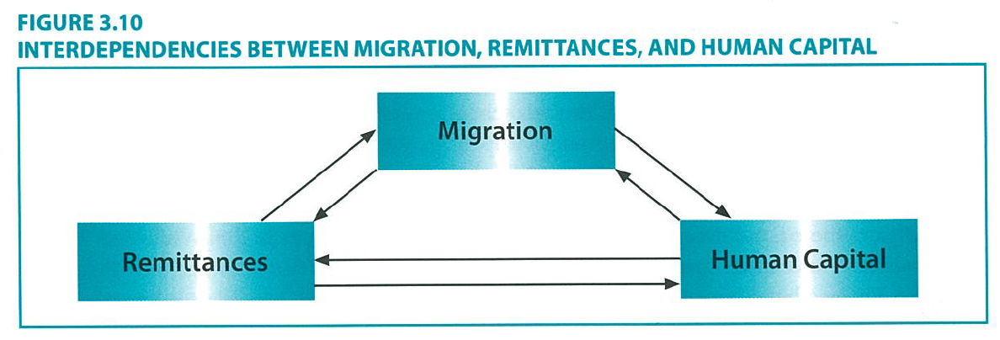 FIGURE 3.10
INTERDEPENDENCIES BETWEEN MIGRATION, REMITTANCES, AND HUMAN CAPITAL
Migration
Remittances
Human Capital